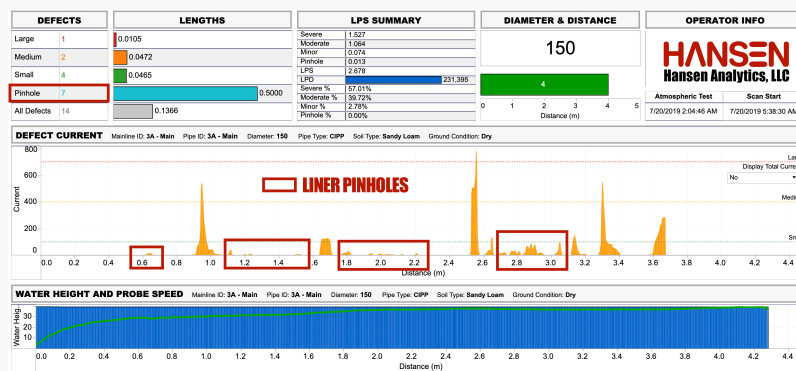 DEFECTS
Large 1
Medium 2
Small 4
Pinhole 7
All Defects 14
LENGTHS
0.0105
0.0472
0.0465
0.5000
0.1366
LPS SUMMARY
Severe 1.527
Moderate 1.064
Minor 0.074
Pinhole 0.013
LPS 2.678
LPD 231,395
Severe % 57.01%
Moderate % 39.72%
Minor % 2.78%
Pinhole % 0.00%
DIAMETER & DISTANCE
150
4
0 1 2 3 4 5
Distance (m)
OPERATOR INFO
HANSEN
Hansen Analytics, LLC
Atmospheric Test Scan Start
7/20/2019 2:04:46 AM 7/20/2019 5:38:30 AM
DEFECT CURRENT Mainline ID: 3A - Main Pipe ID: 3A - Main Diameter: 150 Pipe Type: CIPP Soil Type: Sandy Loam Ground Condition: Dry
800
600
400
200
0
Current
LINER PINHOLES
Lar
Display Total Curre
No
Medi
Sm
0.0 0.2 0.4 0.6 0.8 1.0 1.2 1.4 1.6 1.8 2.0 2.2 2.4 2.6 2.8 3.0 3.2 3.4 3.6 3.8 4.0 4.2 4.4
Distance (m)
WATER HEIGHT AND PROBE SPEED Mainline ID: 3A - Main Pipe ID: 3A - Main Diameter: 150 Pipe Type: CIPP Soil Type: Sandy Loam Ground Condition: Dry
Water Heig..
30
20
10
0.0 0.2 0.4 0.6 0.8 1.0 1.2 1.4 1.6 1.8 2.0 2.2 2.4 2.6 2.8 3.0 3.2 3.4 3.6 3.8 4.0 4.2 4.4
Distance (m)